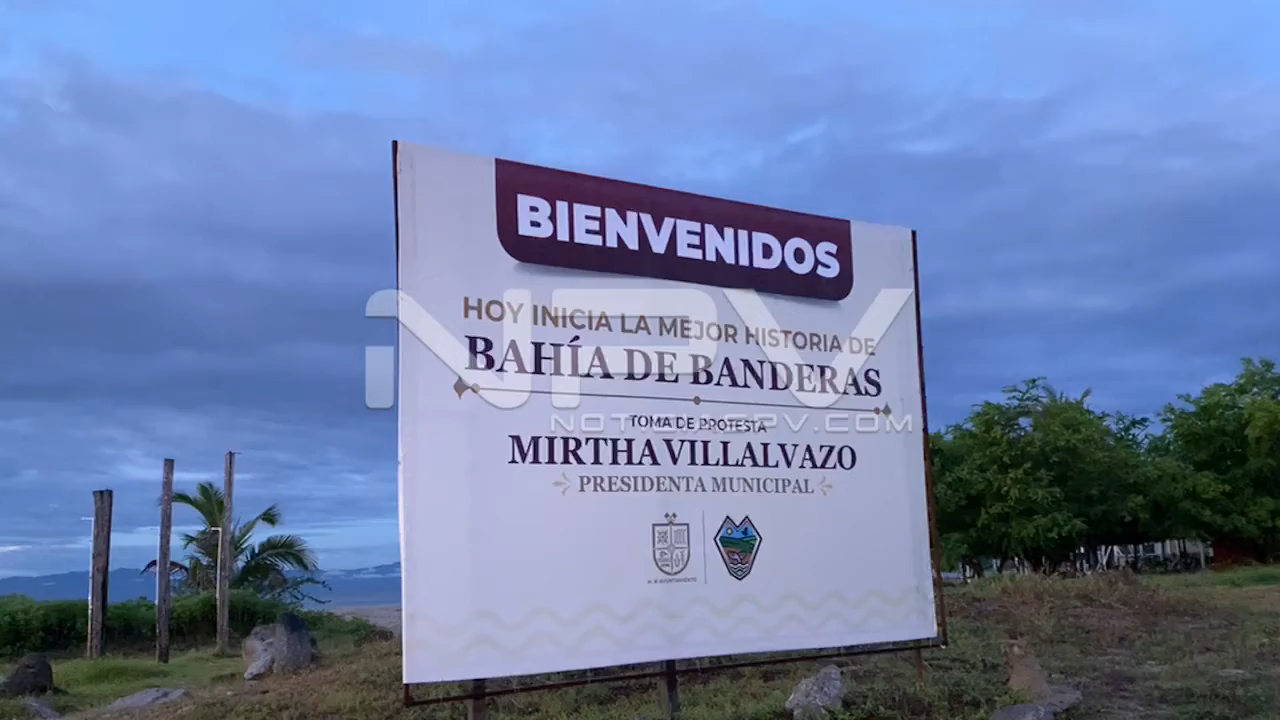 BIENVENIDOS
HOY INICIA LA MEJOR HISTORIA DE
BAHÍA DE BANDERAS
TOMA DE PROTESTA
MIRTHA VILLALVAZO
PRESIDENTA MUNICIPAL
NPV
NOTICIASPV.COM